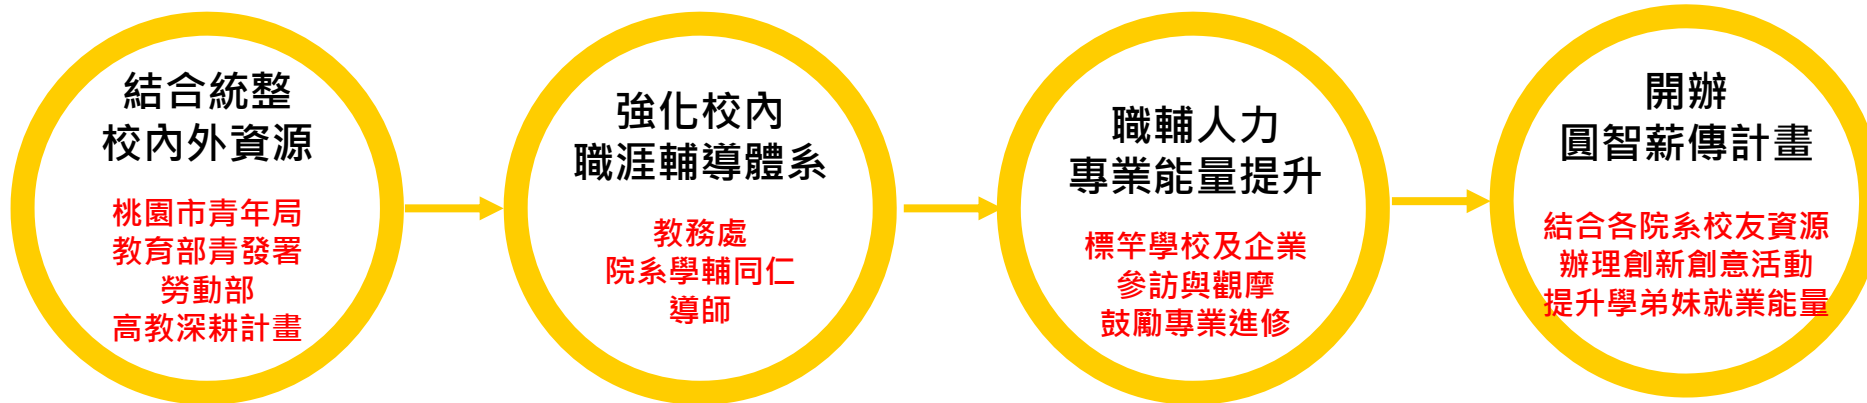 結合統整
校內外資源
桃園市青年局
教育部青發署
勞動部
高教深耕計畫
強化校內
職涯輔導體系
教務處
院系學輔同仁
導師
職輔人力
專業能量提升
標竿學校及企業
參訪與觀摩
鼓勵專業進修
開辦
圓智薪傳計畫
結合各院系校友資源
辦理創新創意活動
提升學弟妹就業能量